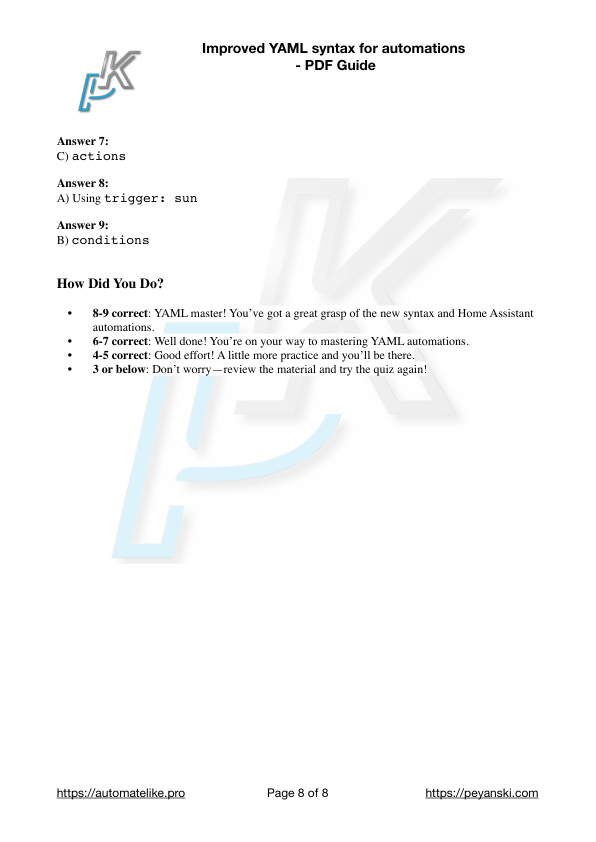 Improved YAML syntax for automations
- PDF Guide
Answer 7:
C) actions
Answer 8:
A) Using trigger: sun
Answer 9:
B) conditions
How Did You Do?
• 8-9 correct: YAML master! You’ve got a great grasp of the new syntax and Home Assistant
automations.
• 6-7 correct: Well done! You’re on your way to mastering YAML automations.
• 4-5 correct: Good effort! A little more practice and you’ll be there.
• 3 or below: Don’t worry—review the material and try the quiz again!
https://automatelike.pro Page 8 of 8 https://peyanski.com